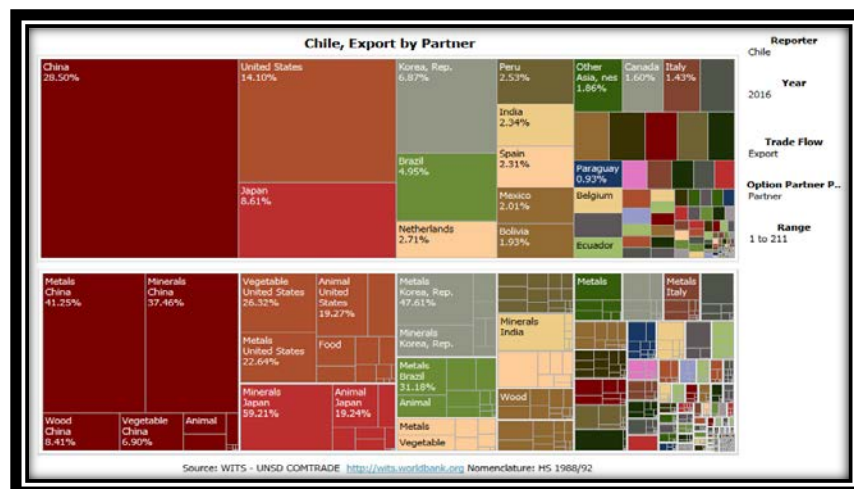 Chile, Export by Partner
China
28.50%
United States
14.10%
Japan
8.61%
Korea, Rep.
6.87%
Brazil
4.95%
Netherlands
2.71%
Peru
2.53%
India
2.34%
Spain
2.31%
Mexico
2.01%
Bolivia
1.93%
Other
Asia, nes
1.86%
Canada
1.60%
Italy
1.43%
Paraguay
0.93%
Belgium
Ecuador
Reporter
Chile
Year
2016
Trade Flow
Export
Option Partner P..
Partner
Range
1 to 211
Metals
China
41.25%
Minerals
China
37.46%
Wood
China
8.41%
Vegetable
China
6.90%
Animal
Vegetable
United States
26.32%
Animal
United
States
19.27%
Metals
United States
22.64%
Food
Minerals
Japan
59.21%
Animal
Japan
19.24%
Metals
Korea, Rep.
47.61%
Minerals
Korea, Rep.
Metals
Brazil
31.18%
Animal
Metals
Vegetable
Minerals
India
Wood
Metals
Metals
Italy
Source: WITS - UNSD COMTRADE http://wits.worldbank.org Nomenclature: HS 1988/92